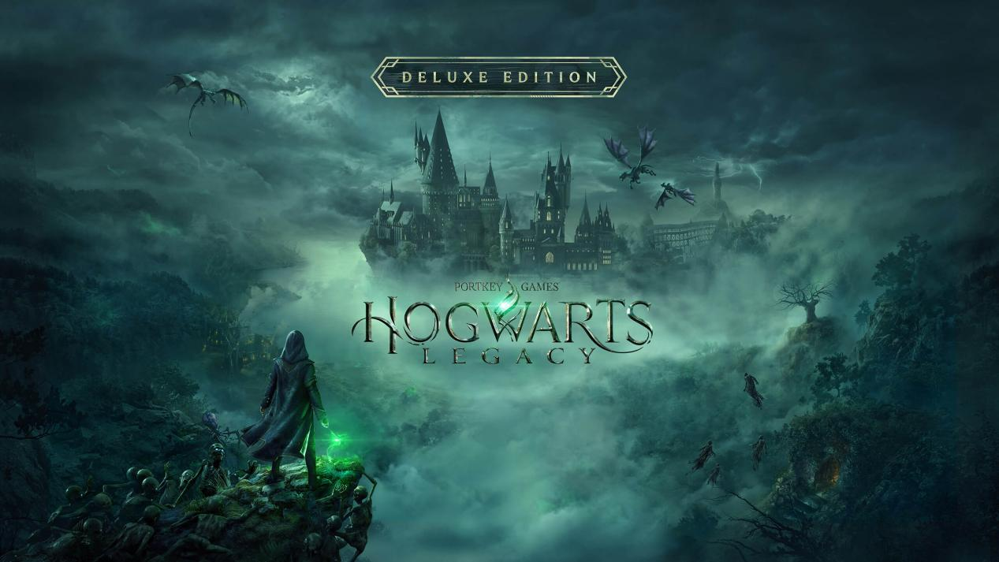 DELUXE EDITION
PORTKEY GAMES
HOGWARTS
LEGACY